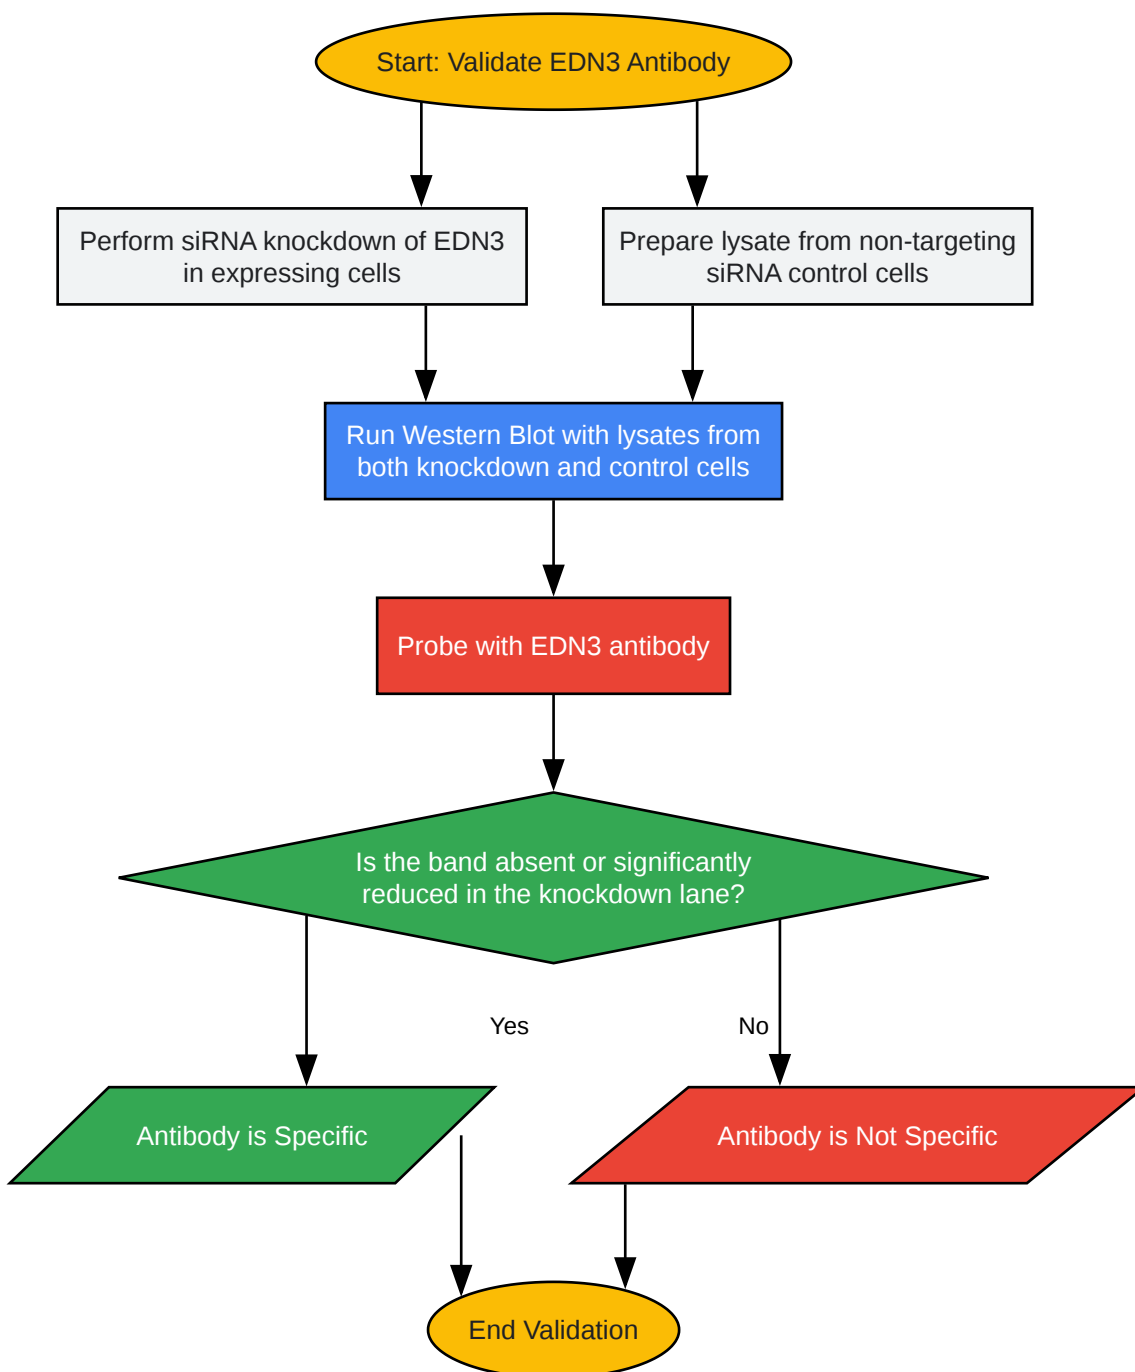 Start: Validate EDN3 Antibody
Perform siRNA knockdown of EDN3
in expressing cells
Prepare lysate from non-targeting
siRNA control cells
Run Western Blot with lysates from
both knockdown and control cells
Probe with EDN3 antibody
Is the band absent or significantly
reduced in the knockdown lane?
Yes
No
Antibody is Specific
Antibody is Not Specific
End Validation